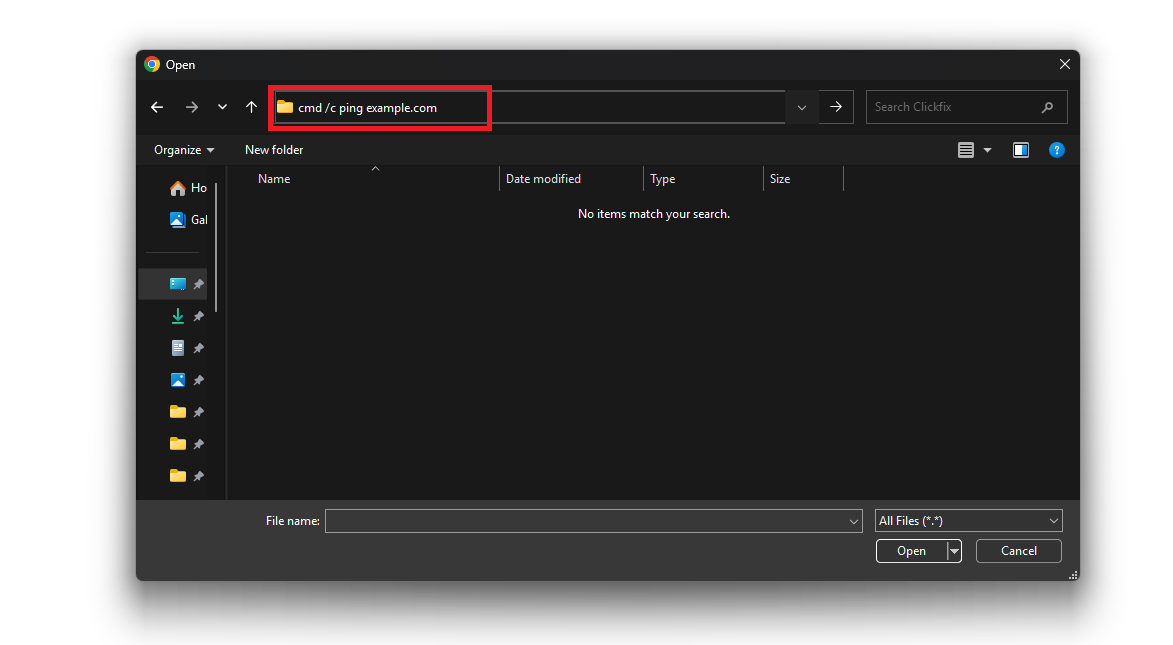 Open
cmd /c ping example.com
Search Clickfix
Organize
New folder
Name
Date modified
Type
Size
Ho
Gal
No items match your search.
File name:
All Files (*.*)
Open
Cancel